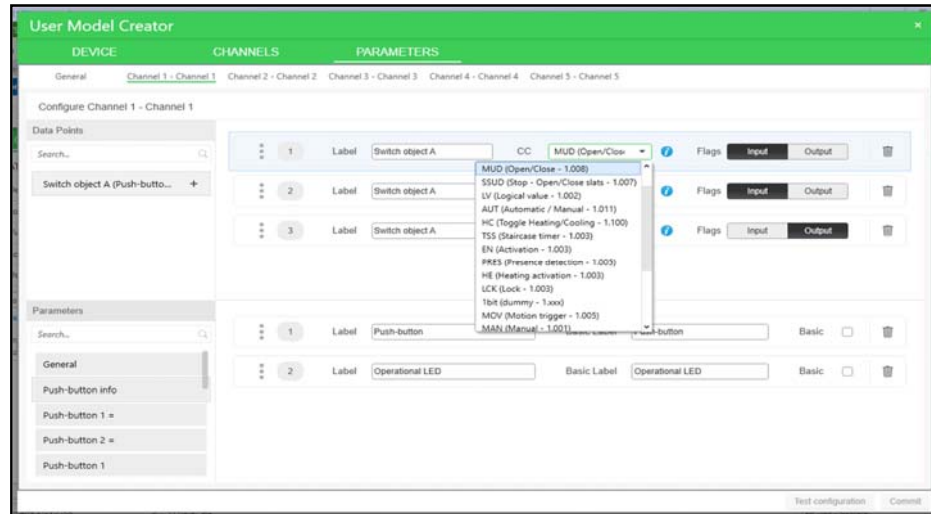 User Model Creator ×
DEVICE CHANNELS PARAMETERS
General Channel 1 - Channel 1 Channel 2 - Channel 2 Channel 3 - Channel 3 Channel 4 - Channel 4 Channel 5 - Channel 5
Configure Channel 1 - Channel 1
Data Points
Search...
Switch object A (Push-butto... +
1 Label Switch object A CC MUD (Open/Clos Flags Input Output
2 Label Switch object A Flags Input Output
3 Label Switch object A Flags Input Output
MUD (Open/Close - 1.008)
SSUD (Stop - Open/Close slats - 1.007)
LV (Logical value - 1.002)
AUT (Automatic / Manual - 1.011)
HC (Toggle Heating/Cooling - 1.100)
TSS (Staircase timer - 1.003)
EN (Activation - 1.003)
PRES (Presence detection - 1.003)
HE (Heating activation - 1.003)
LCK (Lock - 1.003)
1bit (dummy - 1.xxx)
MOV (Motion trigger - 1.005)
MAN (Manual - 1.001)
Parameters
Search...
General
Push-button info
Push-button 1 =
Push-button 2 =
Push-button 1
1 Label Push-button Basic Label Push-button Basic
2 Label Operational LED Basic Label Operational LED Basic
Test configuration Commit